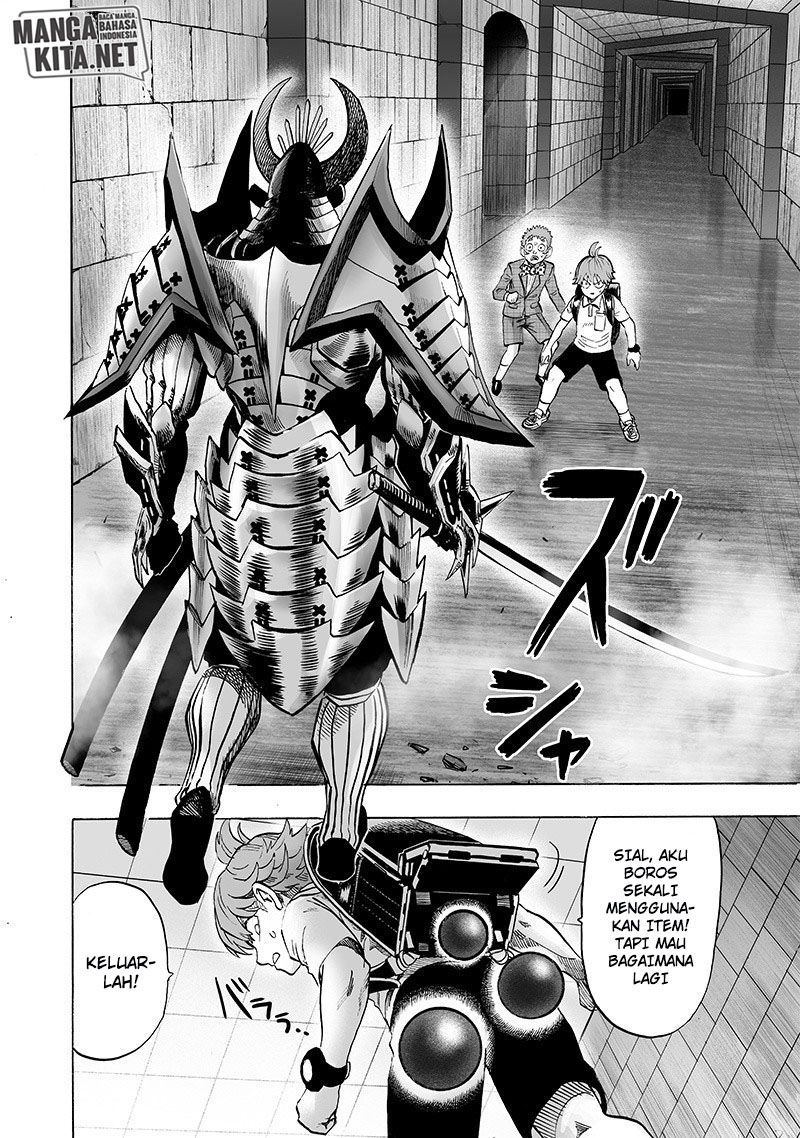 MANGA
BACA MANGA
BAHASA
INDONESIA
KITA.NET
ズ
シャ
SIAL, AKU
BOROS
SEKALI
MENGGUNA-
KAN ITEM!
TAPI MAU
BAGAIMANA
LAGI
KELUAR-
LAH!
バラッ..